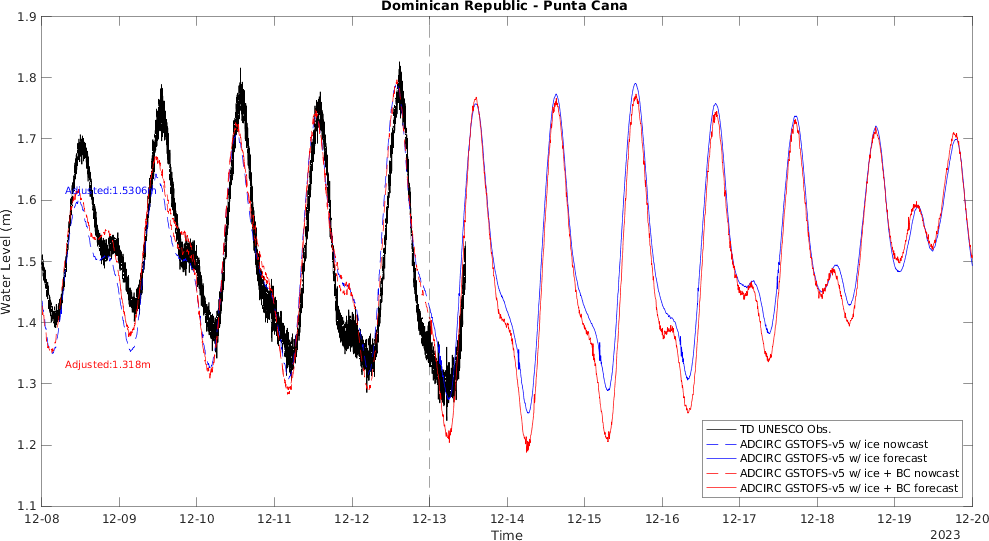 Dominican Republic - Punta Cana
1.9
1.8
1.7
1.6
1.5
1.4
1.3
1.2
1.1
Water Level (m)
Adjusted:1.5306m
Adjusted:1.318m
TD UNESCO Obs.
ADCIRC GSTOFS-v5 w/ ice nowcast
ADCIRC GSTOFS-v5 w/ ice forecast
ADCIRC GSTOFS-v5 w/ ice + BC nowcast
ADCIRC GSTOFS-v5 w/ ice + BC forecast
12-08 12-09 12-10 12-11 12-12 12-13 12-14 12-15 12-16 12-17 12-18 12-19 12-20
Time
2023